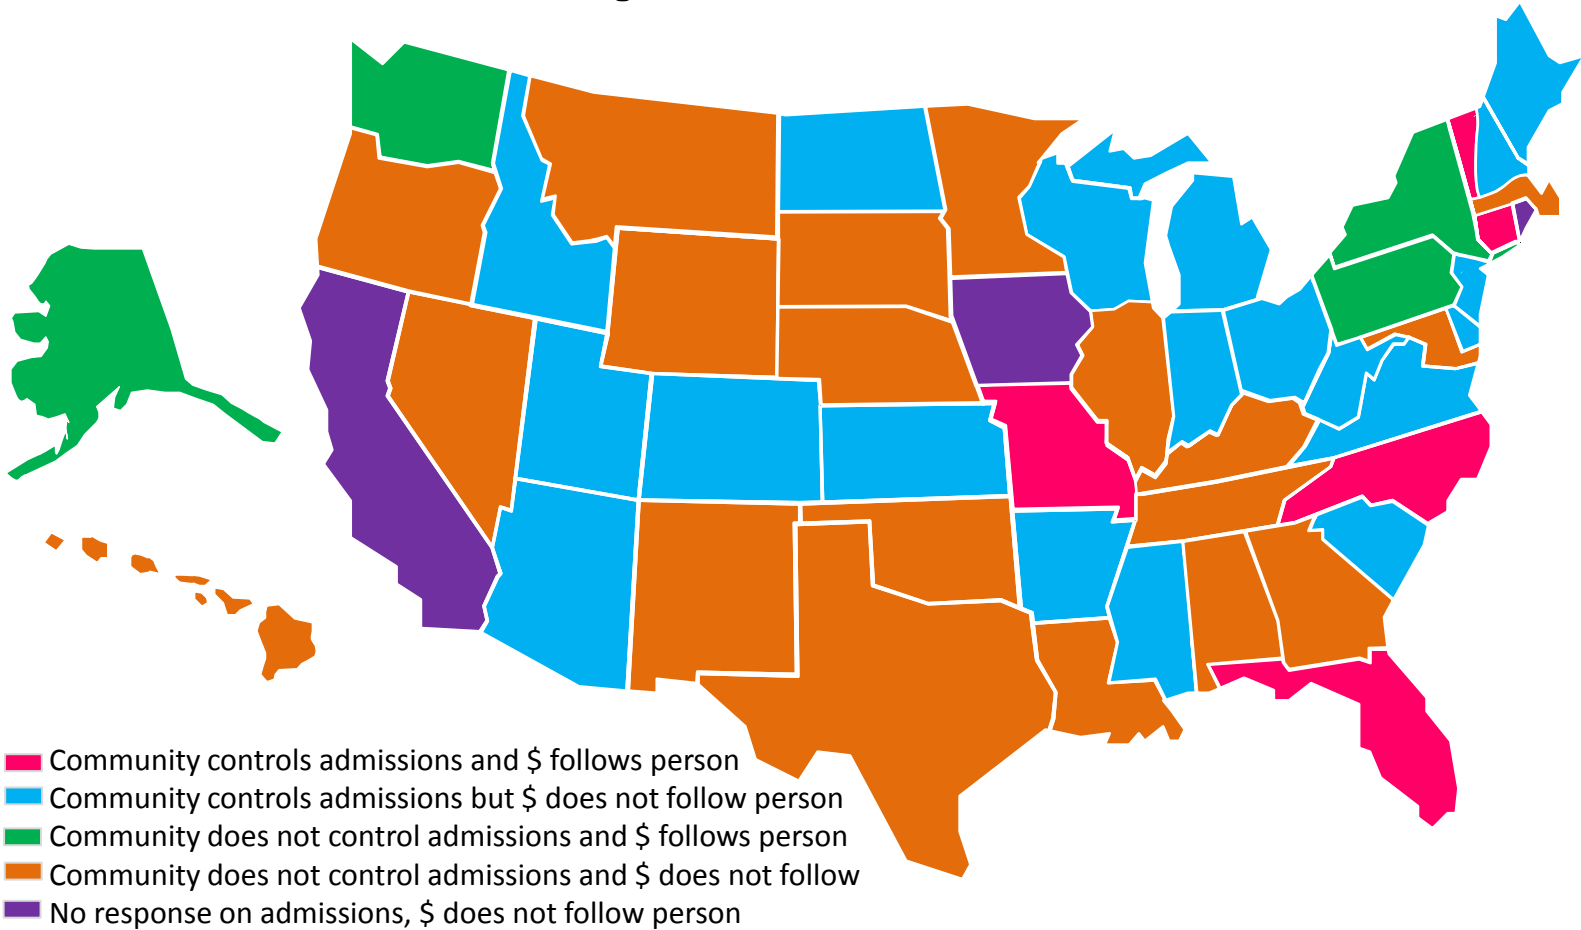 Community controls admissions and $ follows person
Community controls admissions but $ does not follow person
Community does not control admissions and $ follows person
Community does not control admissions and $ does not follow
No response on admissions, $ does not follow person